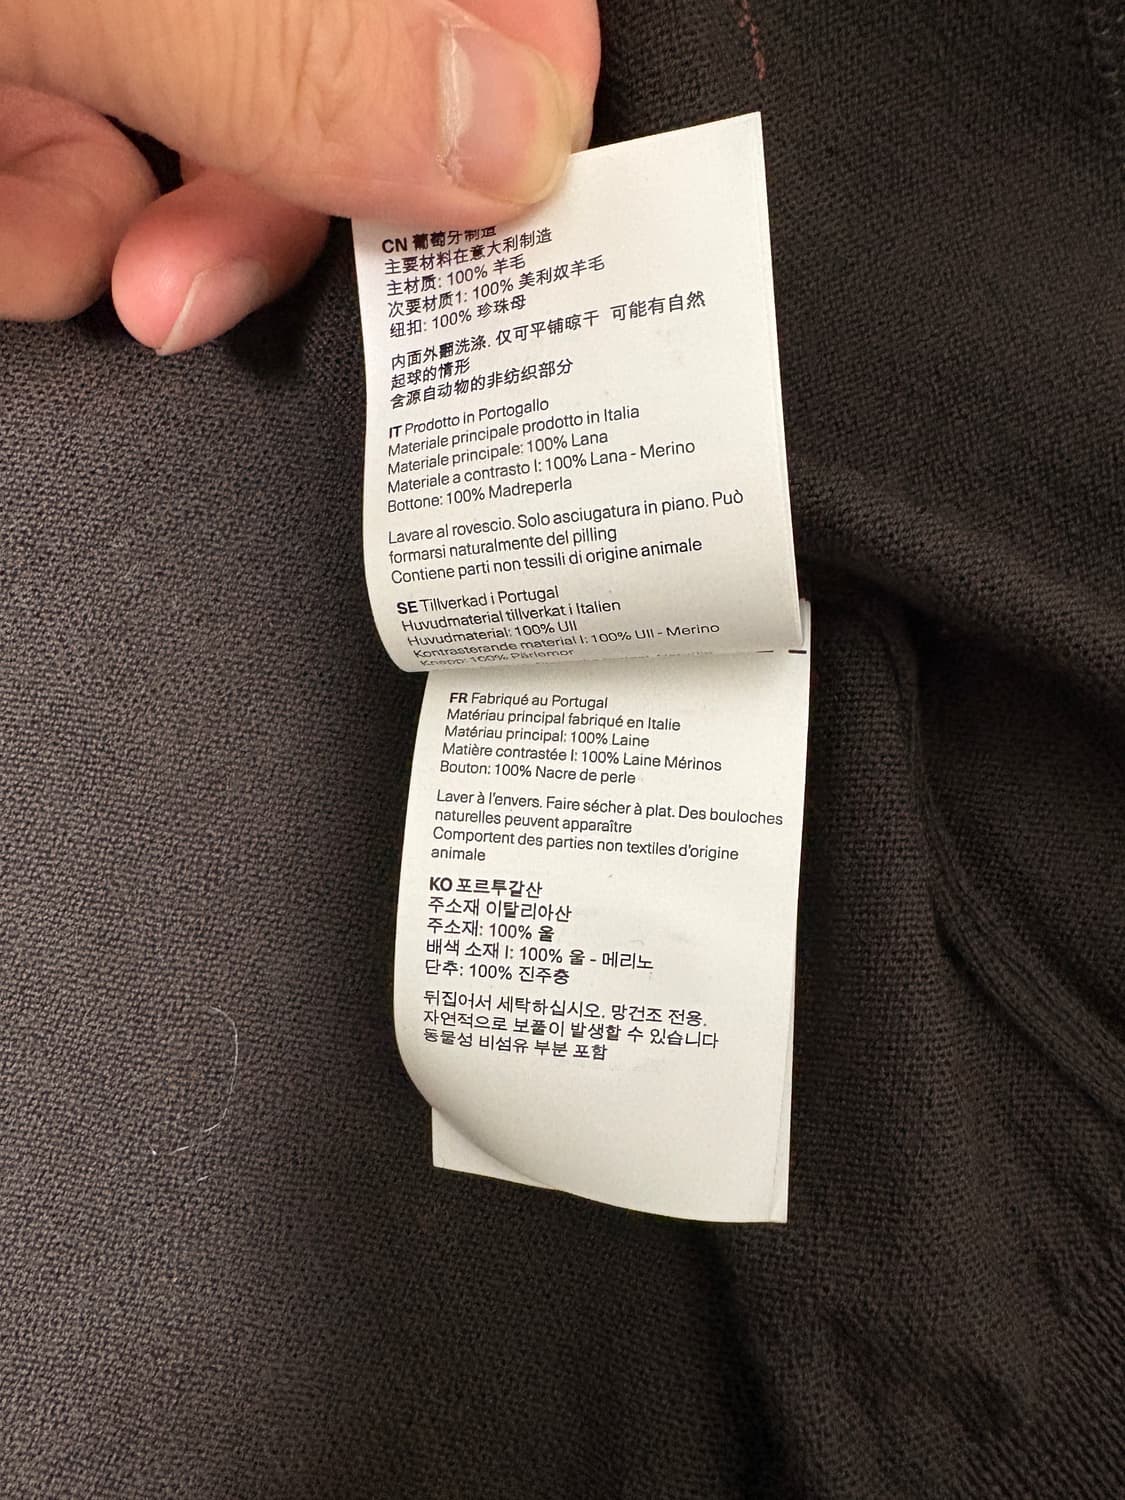 CN 葡萄牙制造
主要材料在意大利制造
主材质: 100% 羊毛
次要材质1: 100% 美利奴羊毛
纽扣: 100% 珍珠母
内面外翻洗涤. 仅可平铺晾干 可能有自然
起球的情形
含源自动物的非纺织部分
IT Prodotto in Portogallo
Materiale principale prodotto in Italia
Materiale principale: 100% Lana
Materiale a contrasto I: 100% Lana - Merino
Bottone: 100% Madreperla
Lavare al rovescio. Solo asciugatura in piano. Può
formarsi naturalmente del pilling
Contiene parti non tessili di origine animale
SE Tillverkad i Portugal
Huvudmaterial tillverkat i Italien
Huvudmaterial: 100% Ull
Kontrasterande material I: 100% Ull - Merino
Knapp: 100% Pärlemor
FR Fabriqué au Portugal
Matériau principal fabriqué en Italie
Matériau principal: 100% Laine
Matière contrastée I: 100% Laine Mérinos
Bouton: 100% Nacre de perle
Laver à l'envers. Faire sécher à plat. Des bouloches
naturelles peuvent apparaître
Comportent des parties non textiles d'origine
animale
KO 포르투갈산
주소재 이탈리아산
주소재: 100% 울
배색 소재 I: 100% 울 - 메리노
단추: 100% 진주층
뒤집어서 세탁하십시오. 망건조 전용.
자연적으로 보풀이 발생할 수 있습니다
동물성 비섬유 부분 포함